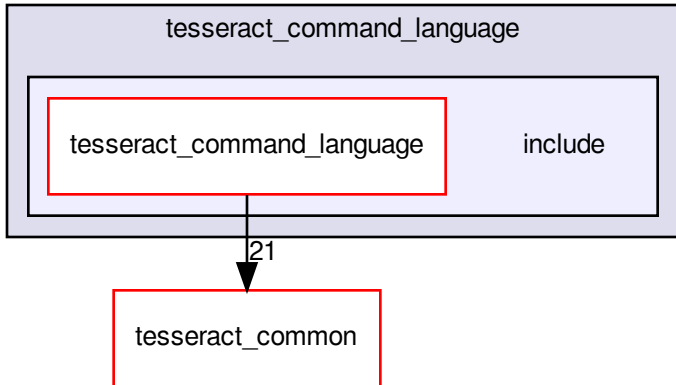 tesseract_command_language
tesseract_command_language
include
21
tesseract_common